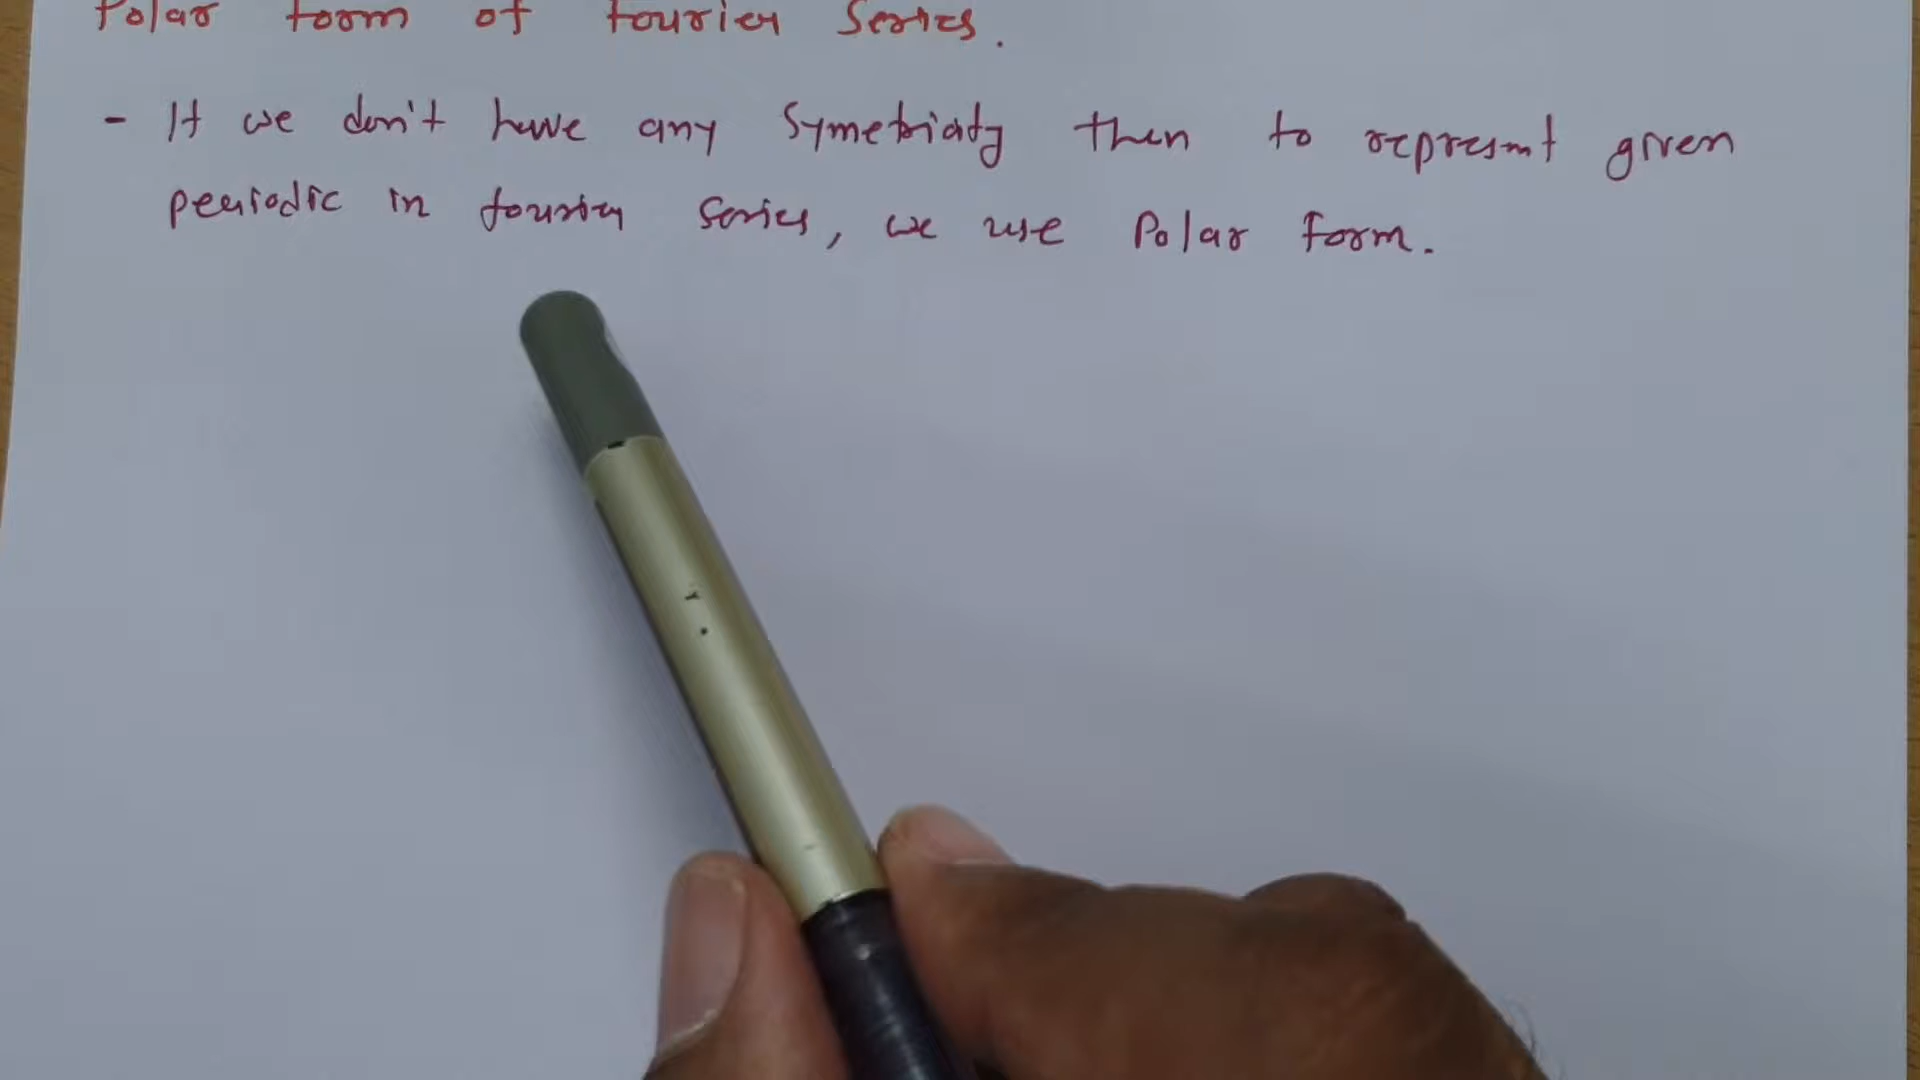 Polar form of fourier Series.
- If we don't have any Symetricity then to represent given
periodic in fourier series, we use Polar Form.